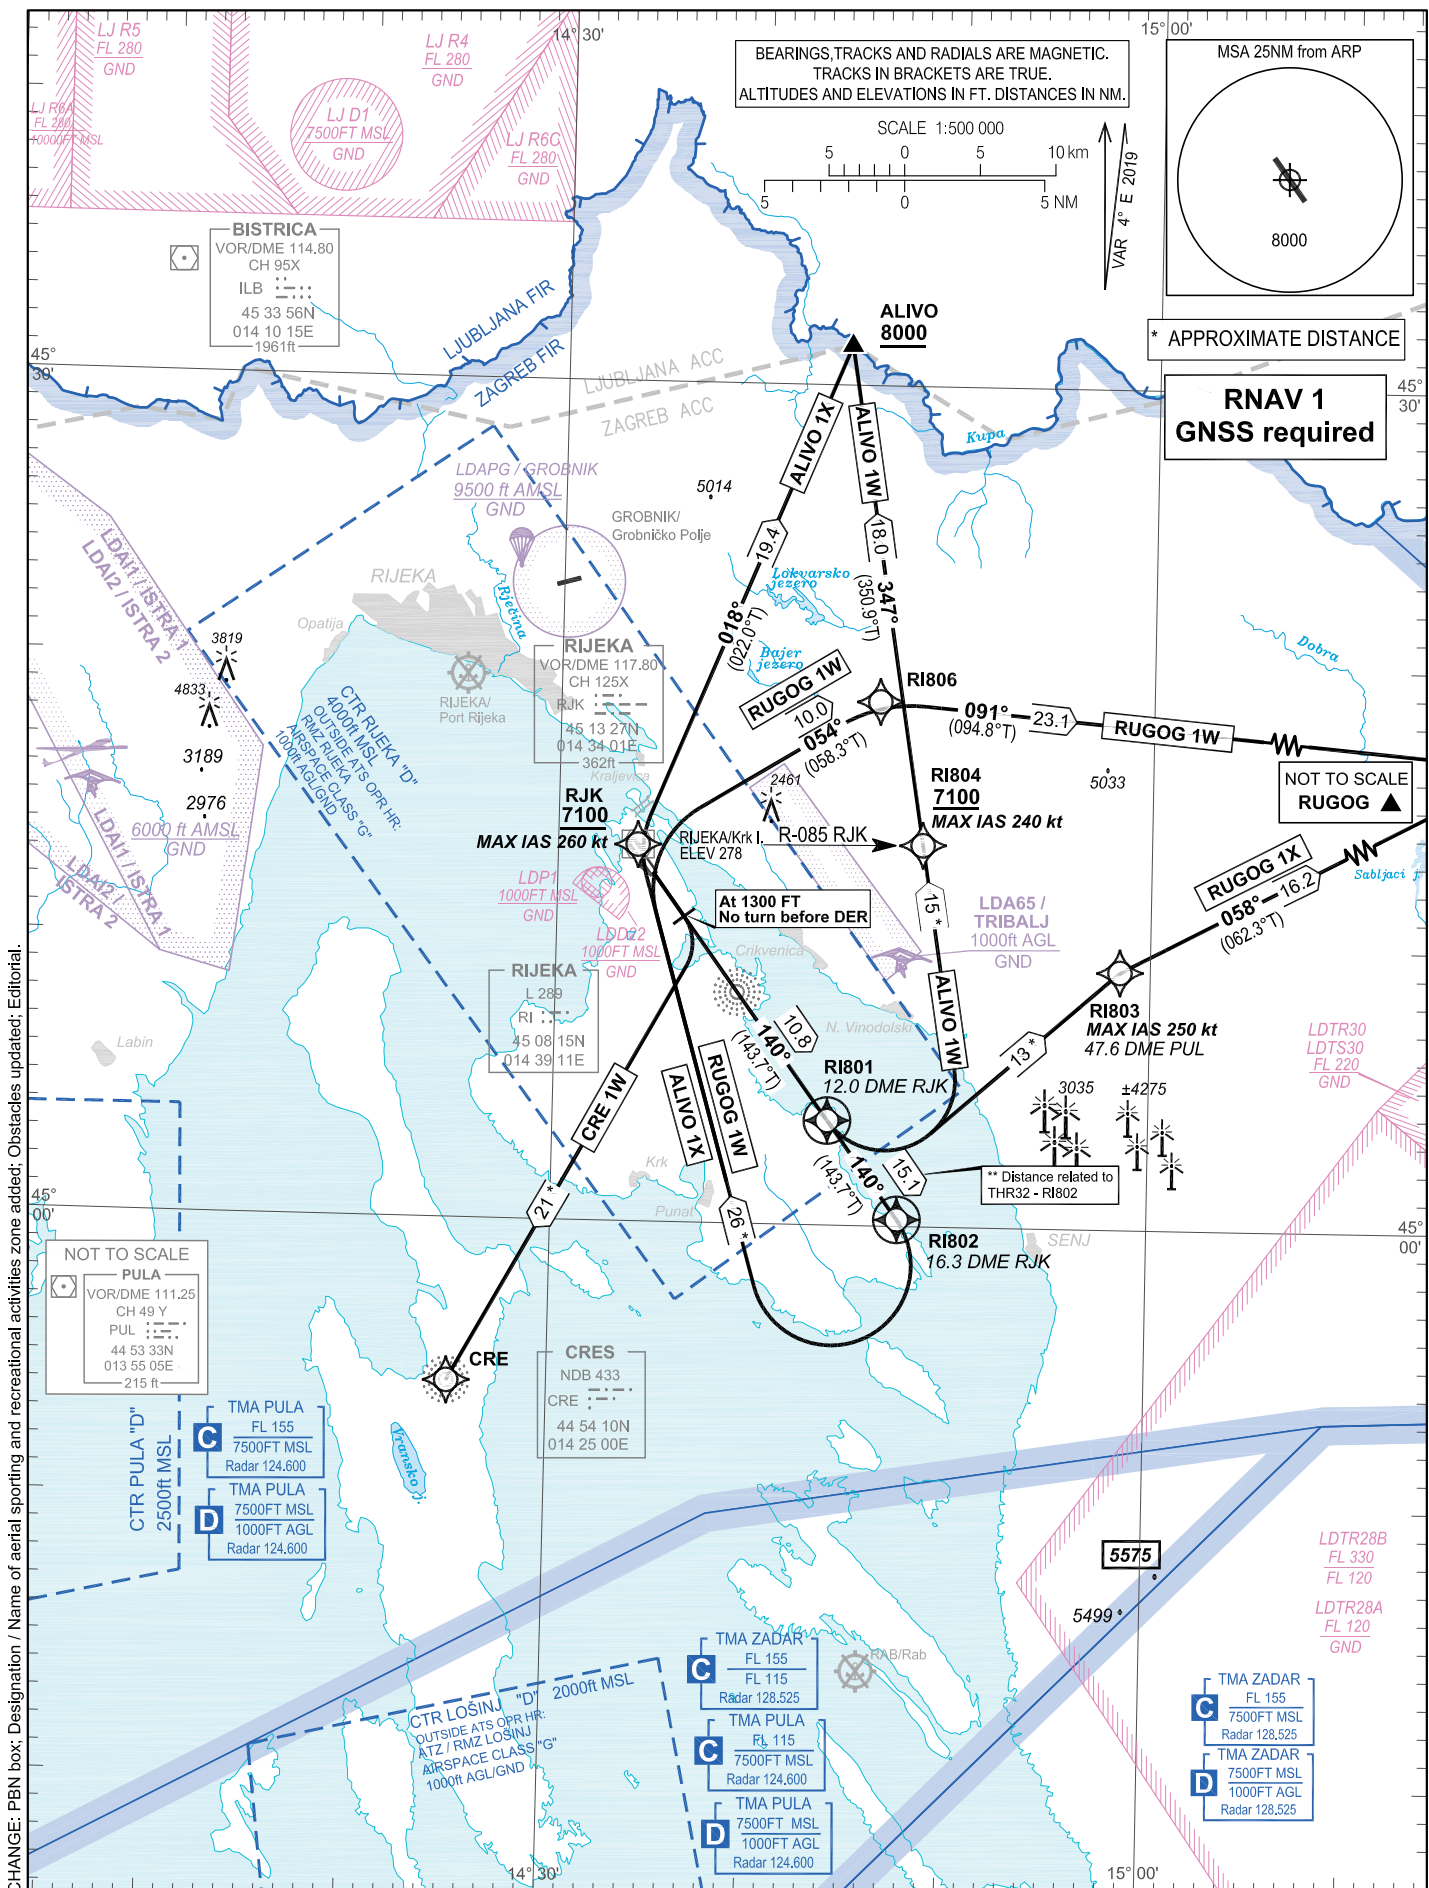 LJ R5
FL 280
GND
LJ R4
FL 280
GND
LJ R6A
FL 280
10000FT MSL
LJ D1
7500FT MSL
GND
LJ R6C
FL 280
GND
14° 30'
15° 00'
BEARINGS, TRACKS AND RADIALS ARE MAGNETIC.
TRACKS IN BRACKETS ARE TRUE.
ALTITUDES AND ELEVATIONS IN FT. DISTANCES IN NM.
SCALE 1:500 000
5 0 5 10 km
5 0 5 NM
VAR 4° E 2019
MSA 25NM from ARP
8000
* APPROXIMATE DISTANCE
RNAV 1
GNSS required
BISTRICA
VOR/DME 114.80
CH 95X
ILB
45 33 56N
014 10 15E
1961ft
LJUBLJANA FIR
ZAGREB FIR
LJUBLJANA ACC
ZAGREB ACC
45° 30'
45° 30'
ALIVO
8000
ALIVO 1X
ALIVO 1W
Kupa
LDAPG / GROBNIK
9500 ft AMSL
GND
5014
GROBNIK/
Grobničko Polje
19.4
18.0
018°
(022.0°T)
347°
(350.9°T)
Lokvarsko
jezero
Bajer
jezero
Dobra
RIJEKA
Opatija
Rječina
LDAI1 / ISTRA 1
LDAI2 / ISTRA 2
3819
4833
3189
2976
6000 ft AMSL
GND
LDAI1 / ISTRA 1
LDAI2 /
ISTRA 2
CTR RIJEKA "D"
4000ft MSL
OUTSIDE ATS OPR HR:
RMZ RIJEKA
AIRSPACE CLASS "G"
1000ft AGL/GND
RIJEKA/
Port Rijeka
RIJEKA
VOR/DME 117.80
CH 125X
RJK
45 13 27N
014 34 01E
362ft
Kraljevica
RUGOG 1W
10.0
054°
(058.3°T)
RI806
091°
(094.8°T)
23.1
RUGOG 1W
NOT TO SCALE
RUGOG
5033
2461
RI804
7100
MAX IAS 240 kt
RJK
7100
MAX IAS 260 kt
RIJEKA/Krk I.
ELEV 278
R-085 RJK
RUGOG 1X
058°
16.2
(062.3°T)
Sabljaci j.
LDP1
1000FT MSL
GND
LDD22
1000FT MSL
GND
At 1300 FT
No turn before DER
Crikvenica
15 *
LDA65 /
TRIBALJ
1000ft AGL
GND
ALIVO 1W
RIJEKA
L 289
RI
45 08 15N
014 39 11E
N. Vinodolski
10.8
140°
(143.7°T)
13 *
RI803
MAX IAS 250 kt
47.6 DME PUL
LDTR30
LDTS30
FL 220
GND
RI801
12.0 DME RJK
3035
±4275
Labin
CRE 1W
ALIVO 1X
RUGOG 1W
Krk
Punat
140°
(143.7°T)
15.1
** Distance related to
THR32 - RI802
21 *
26 *
RI802
16.3 DME RJK
SENJ
45° 00'
45° 00'
NOT TO SCALE
PULA
VOR/DME 111.25
CH 49 Y
PUL
44 53 33N
013 55 05E
215 ft
CRE
CRES
NDB 433
CRE
44 54 10N
014 25 00E
CTR PULA "D"
2500ft MSL
TMA PULA
C
FL 155
7500FT MSL
Radar 124.600
TMA PULA
D
7500FT MSL
1000FT AGL
Radar 124.600
Vransko j.
5575
5499
LDTR28B
FL 330
FL 120
LDTR28A
FL 120
GND
TMA ZADAR
C
FL 155
FL 115
Radar 128.525
RAB/Rab
CTR LOŠINJ "D" 2000ft MSL
OUTSIDE ATS OPR HR:
ATZ / RMZ LOŠINJ
AIRSPACE CLASS "G"
1000ft AGL/GND
TMA PULA
C
FL 115
7500FT MSL
Radar 124.600
TMA PULA
D
7500FT MSL
1000FT AGL
Radar 124.600
TMA ZADAR
C
FL 155
7500FT MSL
Radar 128.525
TMA ZADAR
D
7500FT MSL
1000FT AGL
Radar 128.525
14° 30'
15° 00'
CHANGE: PBN box; Designation / Name of aerial sporting and recreational activities zone added; Obstacles updated; Editorial.